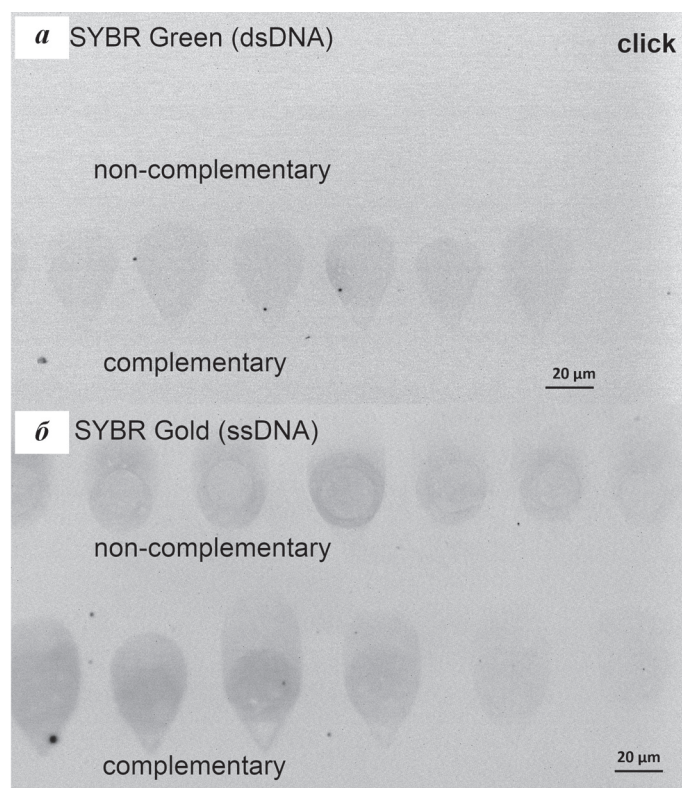 а SYBR Green (dsDNA)
click
non-complementary
complementary
20 µm
б SYBR Gold (ssDNA)
non-complementary
complementary
20 µm